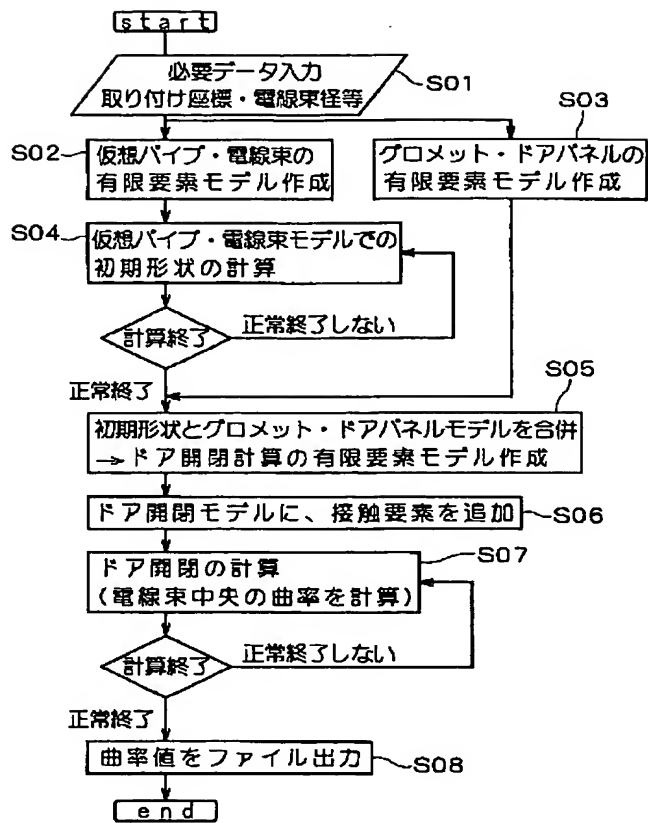 start
必要データ入力
取り付け座標・電線束径等
S01
S03
S02
仮想パイプ・電線束の
有限要素モデル作成
グロメット・ドアパネルの
有限要素モデル作成
S04
仮想パイプ・電線束モデルでの
初期形状の計算
計算終了
正常終了しない
正常終了
S05
初期形状とグロメット・ドアパネルモデルを合併
→ドア開閉計算の有限要素モデル作成
ドア開閉モデルに、接触要素を追加
S06
S07
ドア開閉の計算
(電線束中央の曲率を計算)
計算終了
正常終了しない
正常終了
曲率値をファイル出力
S08
end